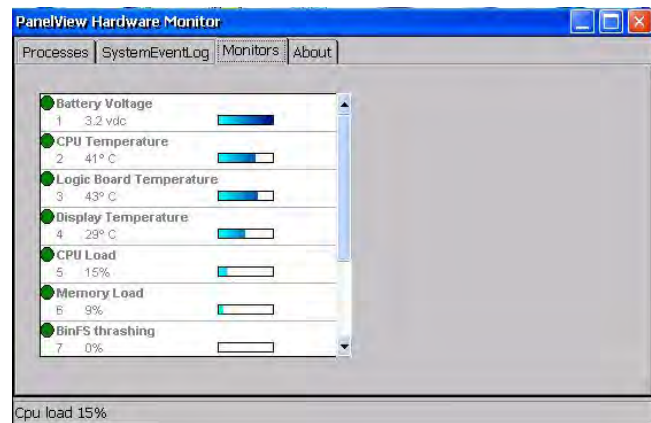 PanelView Hardware Monitor
Processes SystemEventLog Monitors About
Battery Voltage
1 3.2 vdc
CPU Temperature
2 41° C
Logic Board Temperature
3 43° C
Display Temperature
4 29° C
CPU Load
5 15%
Memory Load
6 9%
BinFS thrashing
7 0%
Cpu load 15%